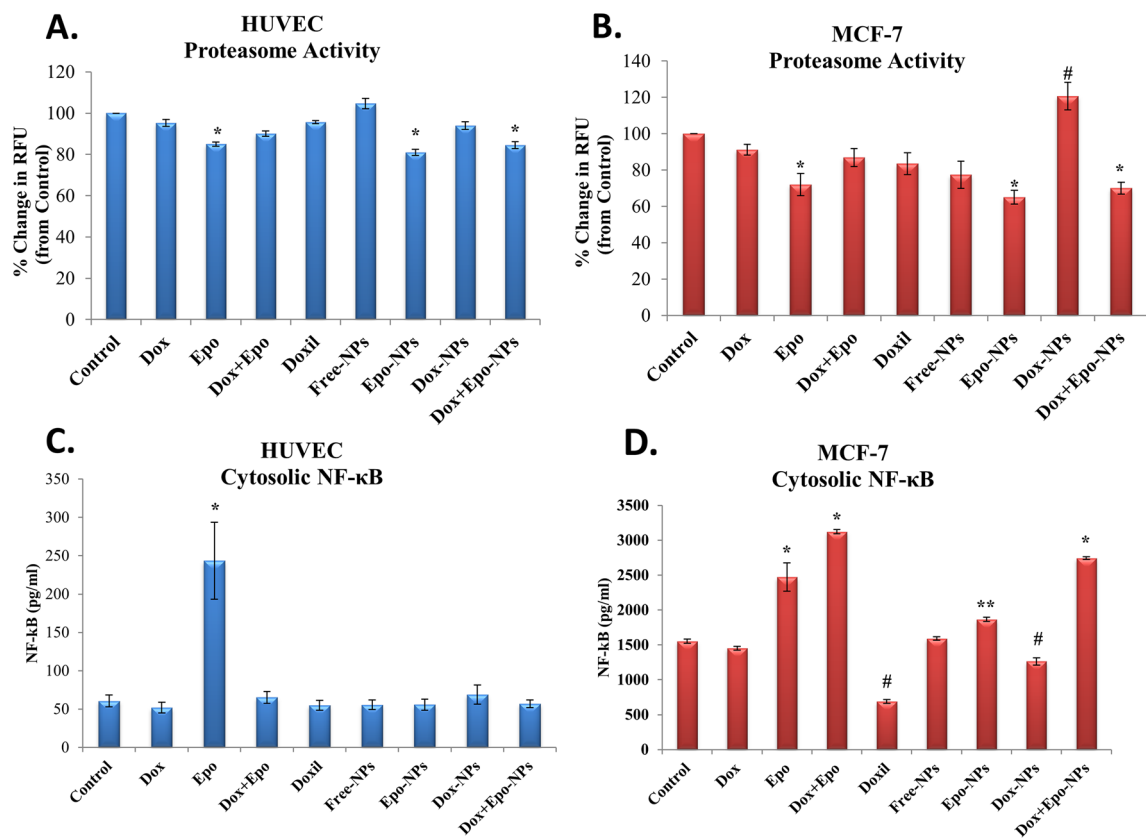 A.
HUVEC
Proteasome Activity
% Change in RFU
(from Control)
120
100
80
60
40
20
0
*
*
*
Control
Dox
Epo
Dox+Epo
Doxil
Free-NPs
Epo-NPs
Dox-NPs
Dox+Epo-NPs
B.
MCF-7
Proteasome Activity
% Change in RFU
(from Control)
140
120
100
80
60
40
20
0
*
*
#
*
Control
Dox
Epo
Dox+Epo
Doxil
Free-NPs
Epo-NPs
Dox-NPs
Dox+Epo-NPs
C.
HUVEC
Cytosolic NF-κB
NF-kB (pg/ml)
350
300
250
200
150
100
50
0
*
Control
Dox
Epo
Dox+Epo
Doxil
Free-NPs
Epo-NPs
Dox-NPs
Dox+Epo-NPs
D.
MCF-7
Cytosolic NF-κB
NF-kB (pg/ml)
3500
3000
2500
2000
1500
1000
500
0
*
*
#
**
#
*
Control
Dox
Epo
Dox+Epo
Doxil
Free-NPs
Epo-NPs
Dox-NPs
Dox+Epo-NPs